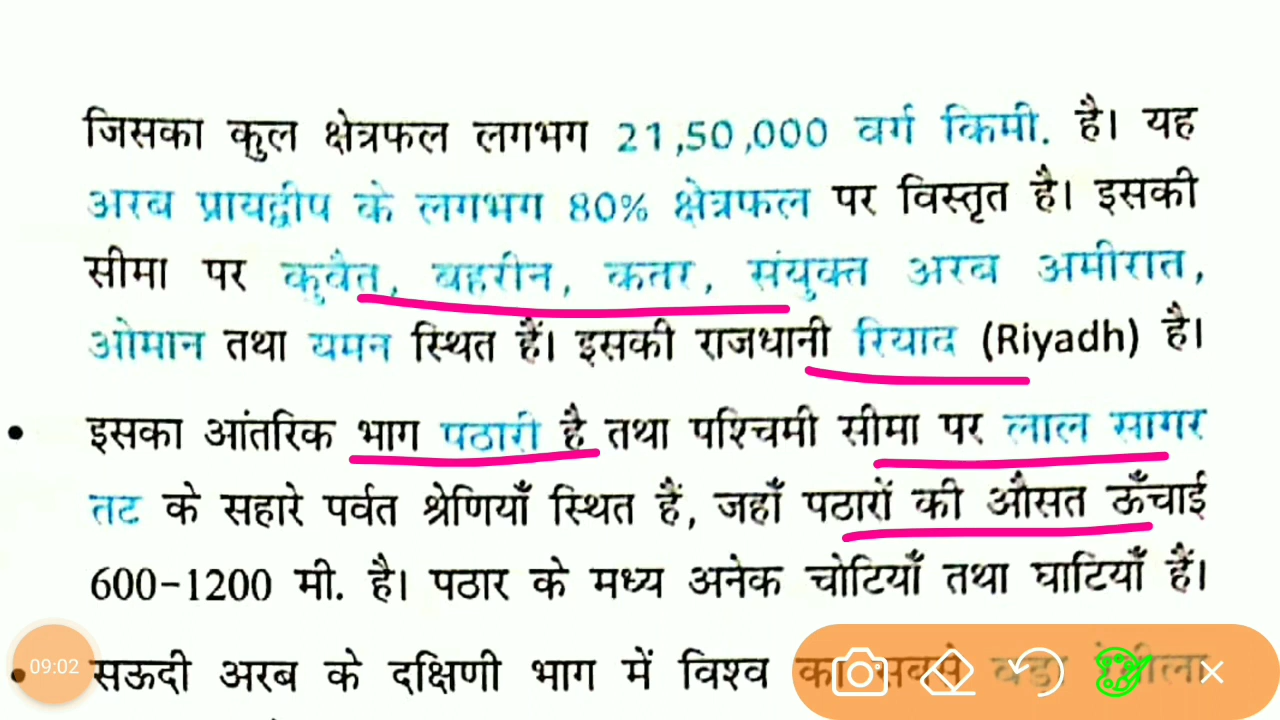 जिसका कुल क्षेत्रफल लगभग 21,50,000 वर्ग किमी. है। यह
अरब प्रायद्वीप के लगभग 80% क्षेत्रफल पर विस्तृत है। इसकी
सीमा पर कुवैत, बहरीन, कतर, संयुक्त अरब अमीरात,
ओमान तथा यमन स्थित हैं। इसकी राजधानी रियाद (Riyadh) है।
• इसका आंतरिक भाग पठारी है तथा पश्चिमी सीमा पर लाल सागर
तट के सहारे पर्वत श्रेणियाँ स्थित हैं, जहाँ पठारों की औसत ऊँचाई
600-1200 मी. है। पठार के मध्य अनेक चोटियाँ तथा घाटियाँ हैं।
• सऊदी अरब के दक्षिणी भाग में विश्व का सबसे बड़ा
09:02